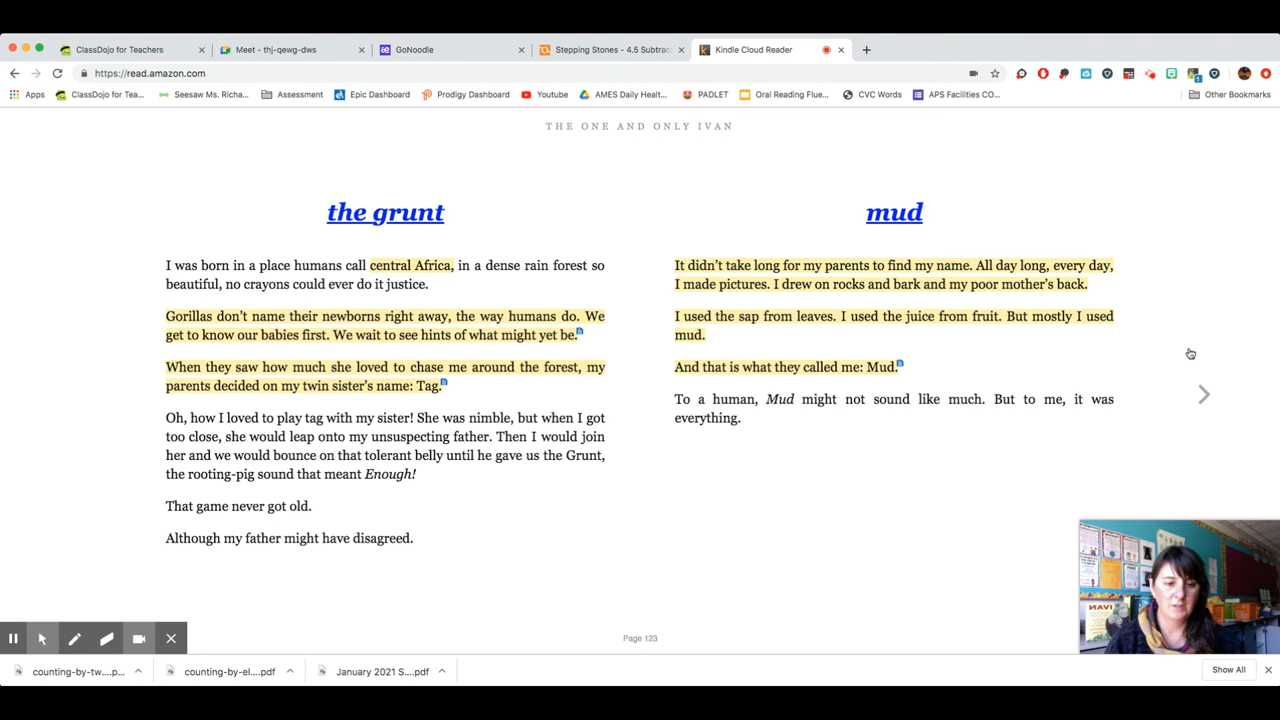 ClassDojo for Teachers
Meet - thj-qewg-dws
GoNoodle
Stepping Stones - 4.5 Subtrac
Kindle Cloud Reader
https://read.amazon.com
Apps
ClassDojo for Tea...
Seesaw Ms. Richa...
Assessment
Epic Dashboard
Prodigy Dashboard
Youtube
AMES Daily Healt...
PADLET
Oral Reading Flue...
CVC Words
APS Facilities CO...
Other Bookmarks
THE ONE AND ONLY IVAN
the grunt
I was born in a place humans call central Africa, in a dense rain forest so
beautiful, no crayons could ever do it justice.
Gorillas don’t name their newborns right away, the way humans do. We
get to know our babies first. We wait to see hints of what might yet be.
When they saw how much she loved to chase me around the forest, my
parents decided on my twin sister’s name: Tag.
Oh, how I loved to play tag with my sister! She was nimble, but when I got
too close, she would leap onto my unsuspecting father. Then I would join
her and we would bounce on that tolerant belly until he gave us the Grunt,
the rooting-pig sound that meant Enough!
That game never got old.
Although my father might have disagreed.
mud
It didn’t take long for my parents to find my name. All day long, every day,
I made pictures. I drew on rocks and bark and my poor mother’s back.
I used the sap from leaves. I used the juice from fruit. But mostly I used
mud.
And that is what they called me: Mud.
To a human, Mud might not sound like much. But to me, it was
everything.
IVAN
Page 123
counting-by-tw....p...
counting-by-el....pdf
January 2021 S....pdf
Show All